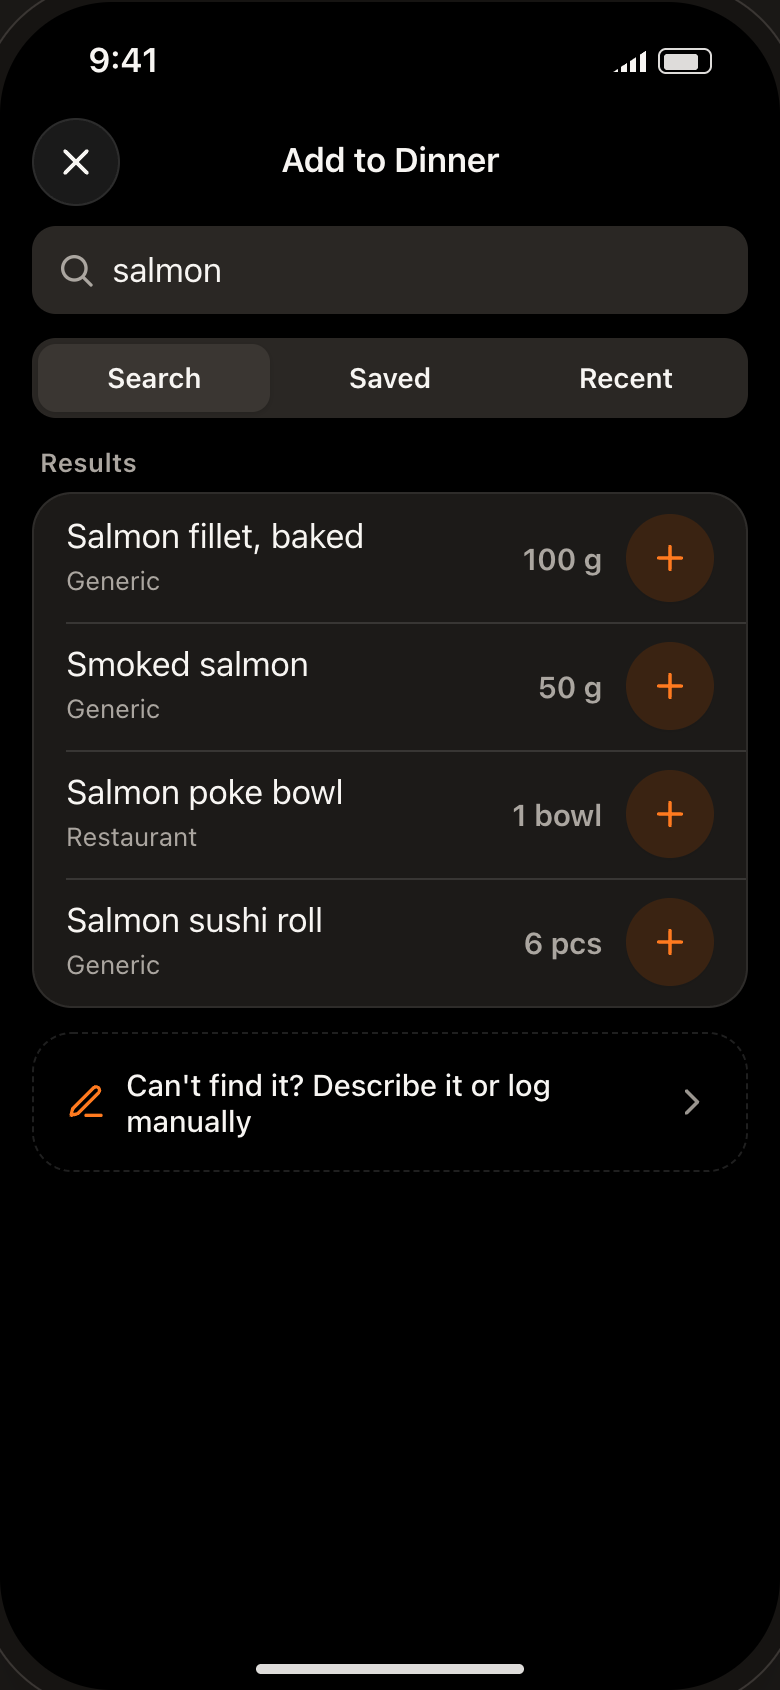 9:41
Add to Dinner
salmon
Search Saved Recent
Results
Salmon fillet, baked
Generic
100 g
Smoked salmon
Generic
50 g
Salmon poke bowl
Restaurant
1 bowl
Salmon sushi roll
Generic
6 pcs
Can't find it? Describe it or log
manually